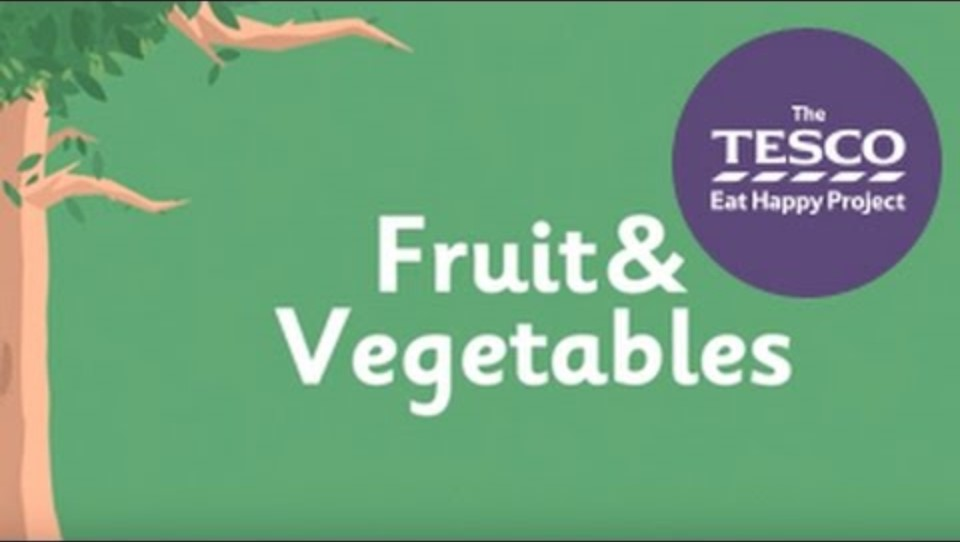 The
TESCO
Eat Happy Project
Fruit &
Vegetables